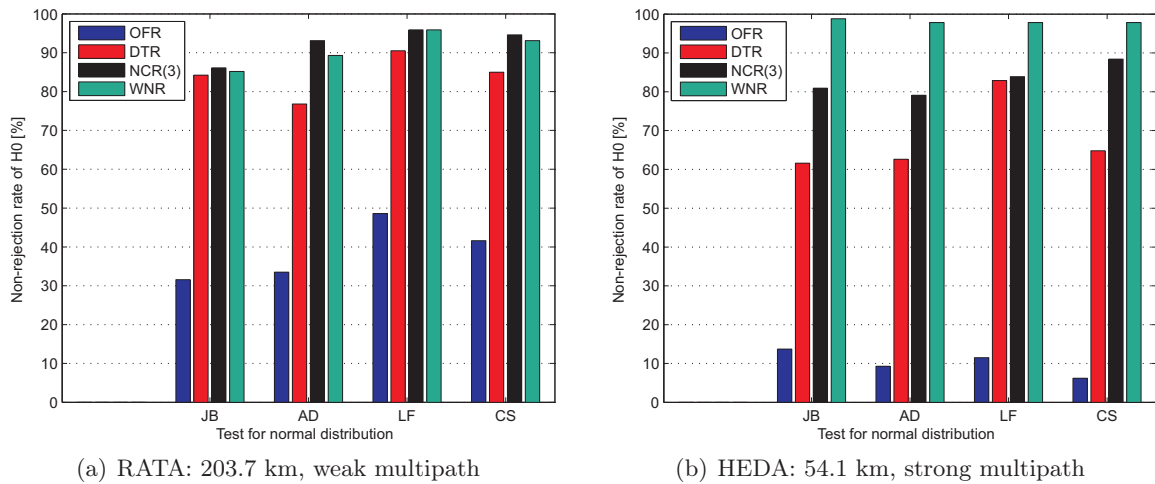 100
90
80
70
60
50
40
30
20
10
0
Non-rejection rate of H0 [%]
OFR
DTR
NCR(3)
WNR
JB AD LF CS
Test for normal distribution
(a) RATA: 203.7 km, weak multipath
100
90
80
70
60
50
40
30
20
10
0
Non-rejection rate of H0 [%]
OFR
DTR
NCR(3)
WNR
JB AD LF CS
Test for normal distribution
(b) HEDA: 54.1 km, strong multipath